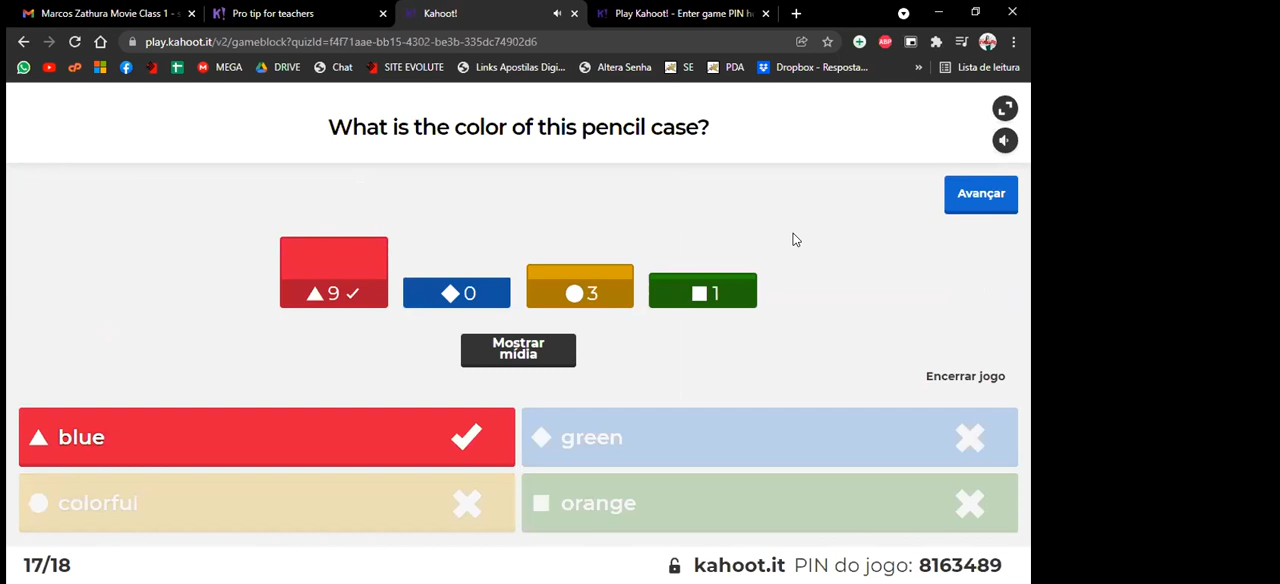 Marcos Zathura Movie Class 1 - s
Pro tip for teachers
Kahoot!
Play Kahoot! - Enter game PIN h
play.kahoot.it/v2/gameblock?quizId=f4f71aae-bb15-4302-be3b-335dc74902d6
MEGA DRIVE Chat SITE EVOLUTE Links Apostilas Digi... Altera Senha SE PDA Dropbox - Resposta... » Lista de leitura
What is the color of this pencil case?
Avançar
9 0 3 1
Mostrar
mídia
Encerrar jogo
blue green
colorful orange
17/18 kahoot.it PIN do jogo: 8163489